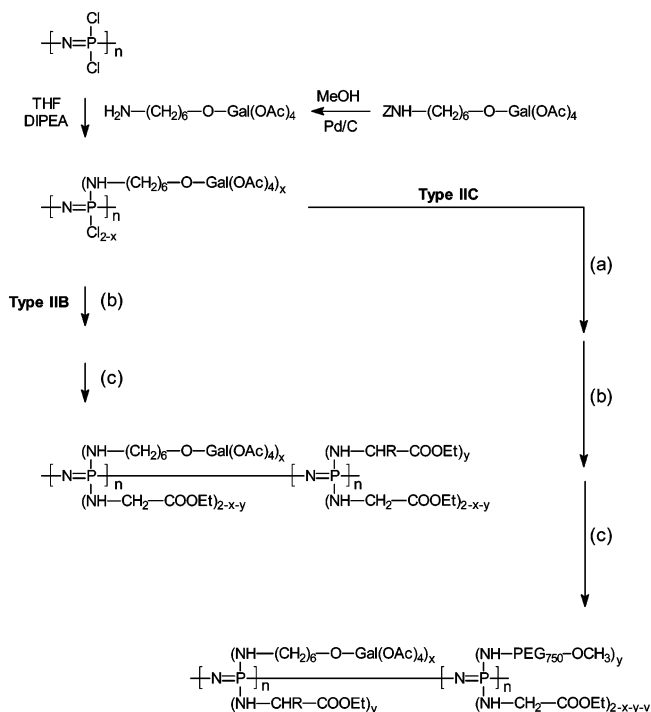 Cl
[N=P]n
Cl
THF
DIPEA
H2N—(CH2)6—O—Gal(OAc)4
MeOH
Pd/C
ZNH—(CH2)6—O—Gal(OAc)4
(NH—(CH2)6—O—Gal(OAc)4)x
[N=P]n
Cl2-x
Type IIC
(a)
Type IIB
(b)
(c)
(b)
(NH—(CH2)6—O—Gal(OAc)4)x (NH—CHR—COOEt)y
[N=P]n [N=P]n
(NH—CH2—COOEt)2-x-y (NH—CH2—COOEt)2-x-y
(c)
(NH—(CH2)6—O—Gal(OAc)4)x (NH—PEG750—OCH3)y
[N=P]n [N=P]n
(NH—CHR—COOEt)y (NH—CH2—COOEt)2-x-y-y